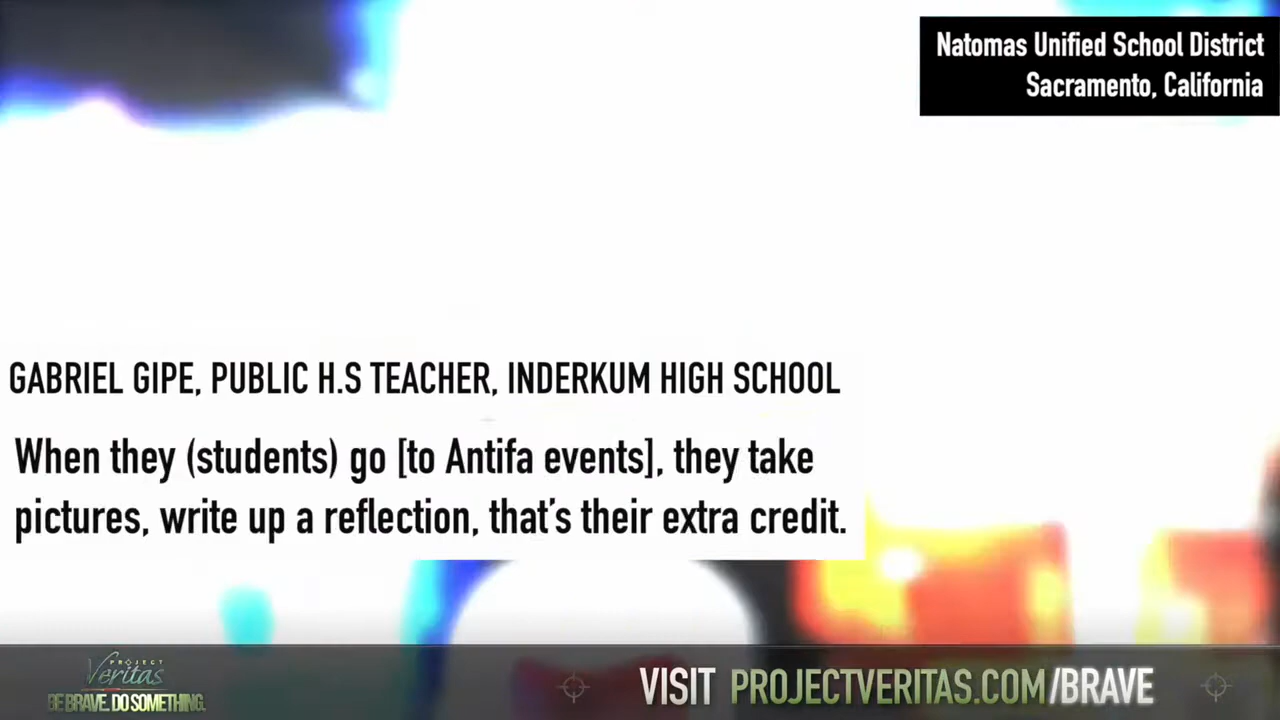 Natomas Unified School District
Sacramento, California
GABRIEL GIPE, PUBLIC H.S TEACHER, INDERKUM HIGH SCHOOL
When they (students) go [to Antifa events], they take
pictures, write up a reflection, that's their extra credit.
PROJECT
Veritas
BE BRAVE. DO SOMETHING.
VISIT PROJECTVERITAS.COM/BRAVE